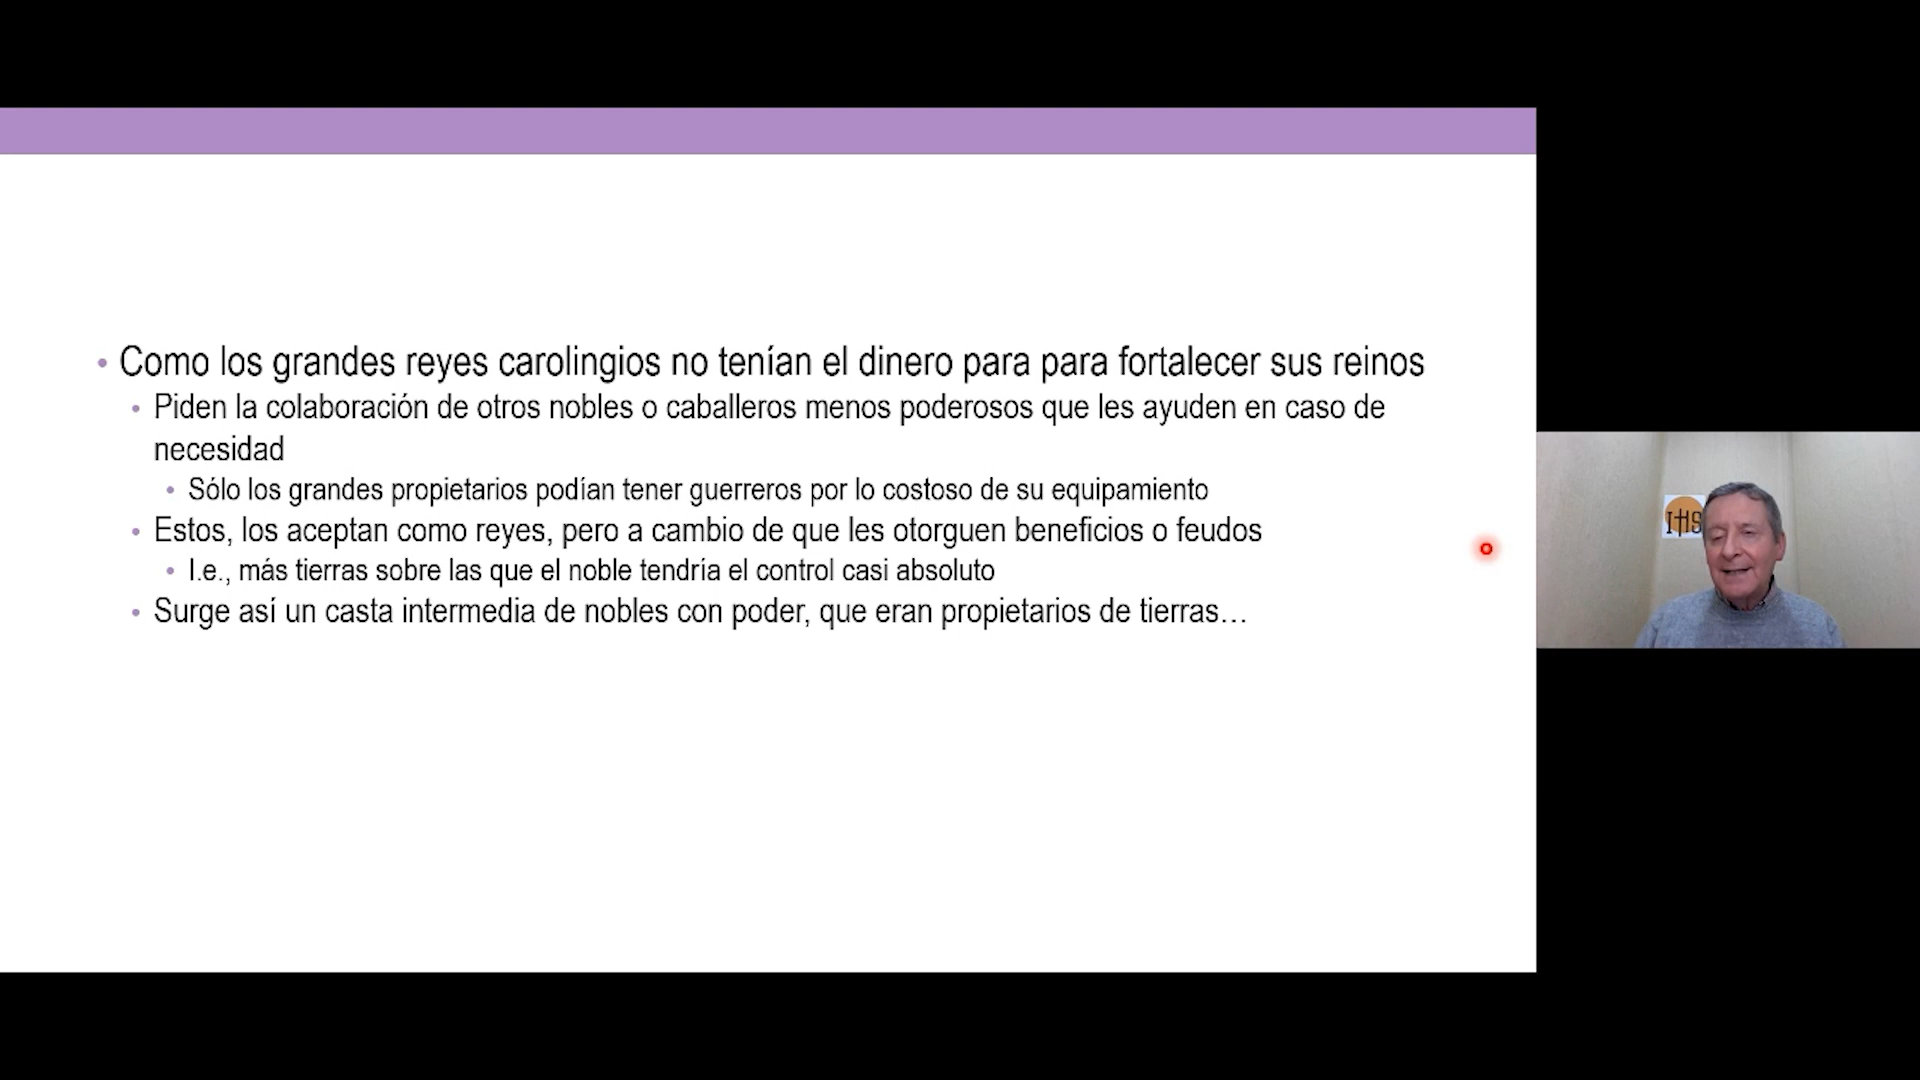 • Como los grandes reyes carolingios no tenían el dinero para para fortalecer sus reinos
• Piden la colaboración de otros nobles o caballeros menos poderosos que les ayuden en caso de
necesidad
• Sólo los grandes propietarios podían tener guerreros por lo costoso de su equipamiento
• Estos, los aceptan como reyes, pero a cambio de que les otorguen beneficios o feudos
• I.e., más tierras sobre las que el noble tendría el control casi absoluto
• Surge así un casta intermedia de nobles con poder, que eran propietarios de tierras…
IHS